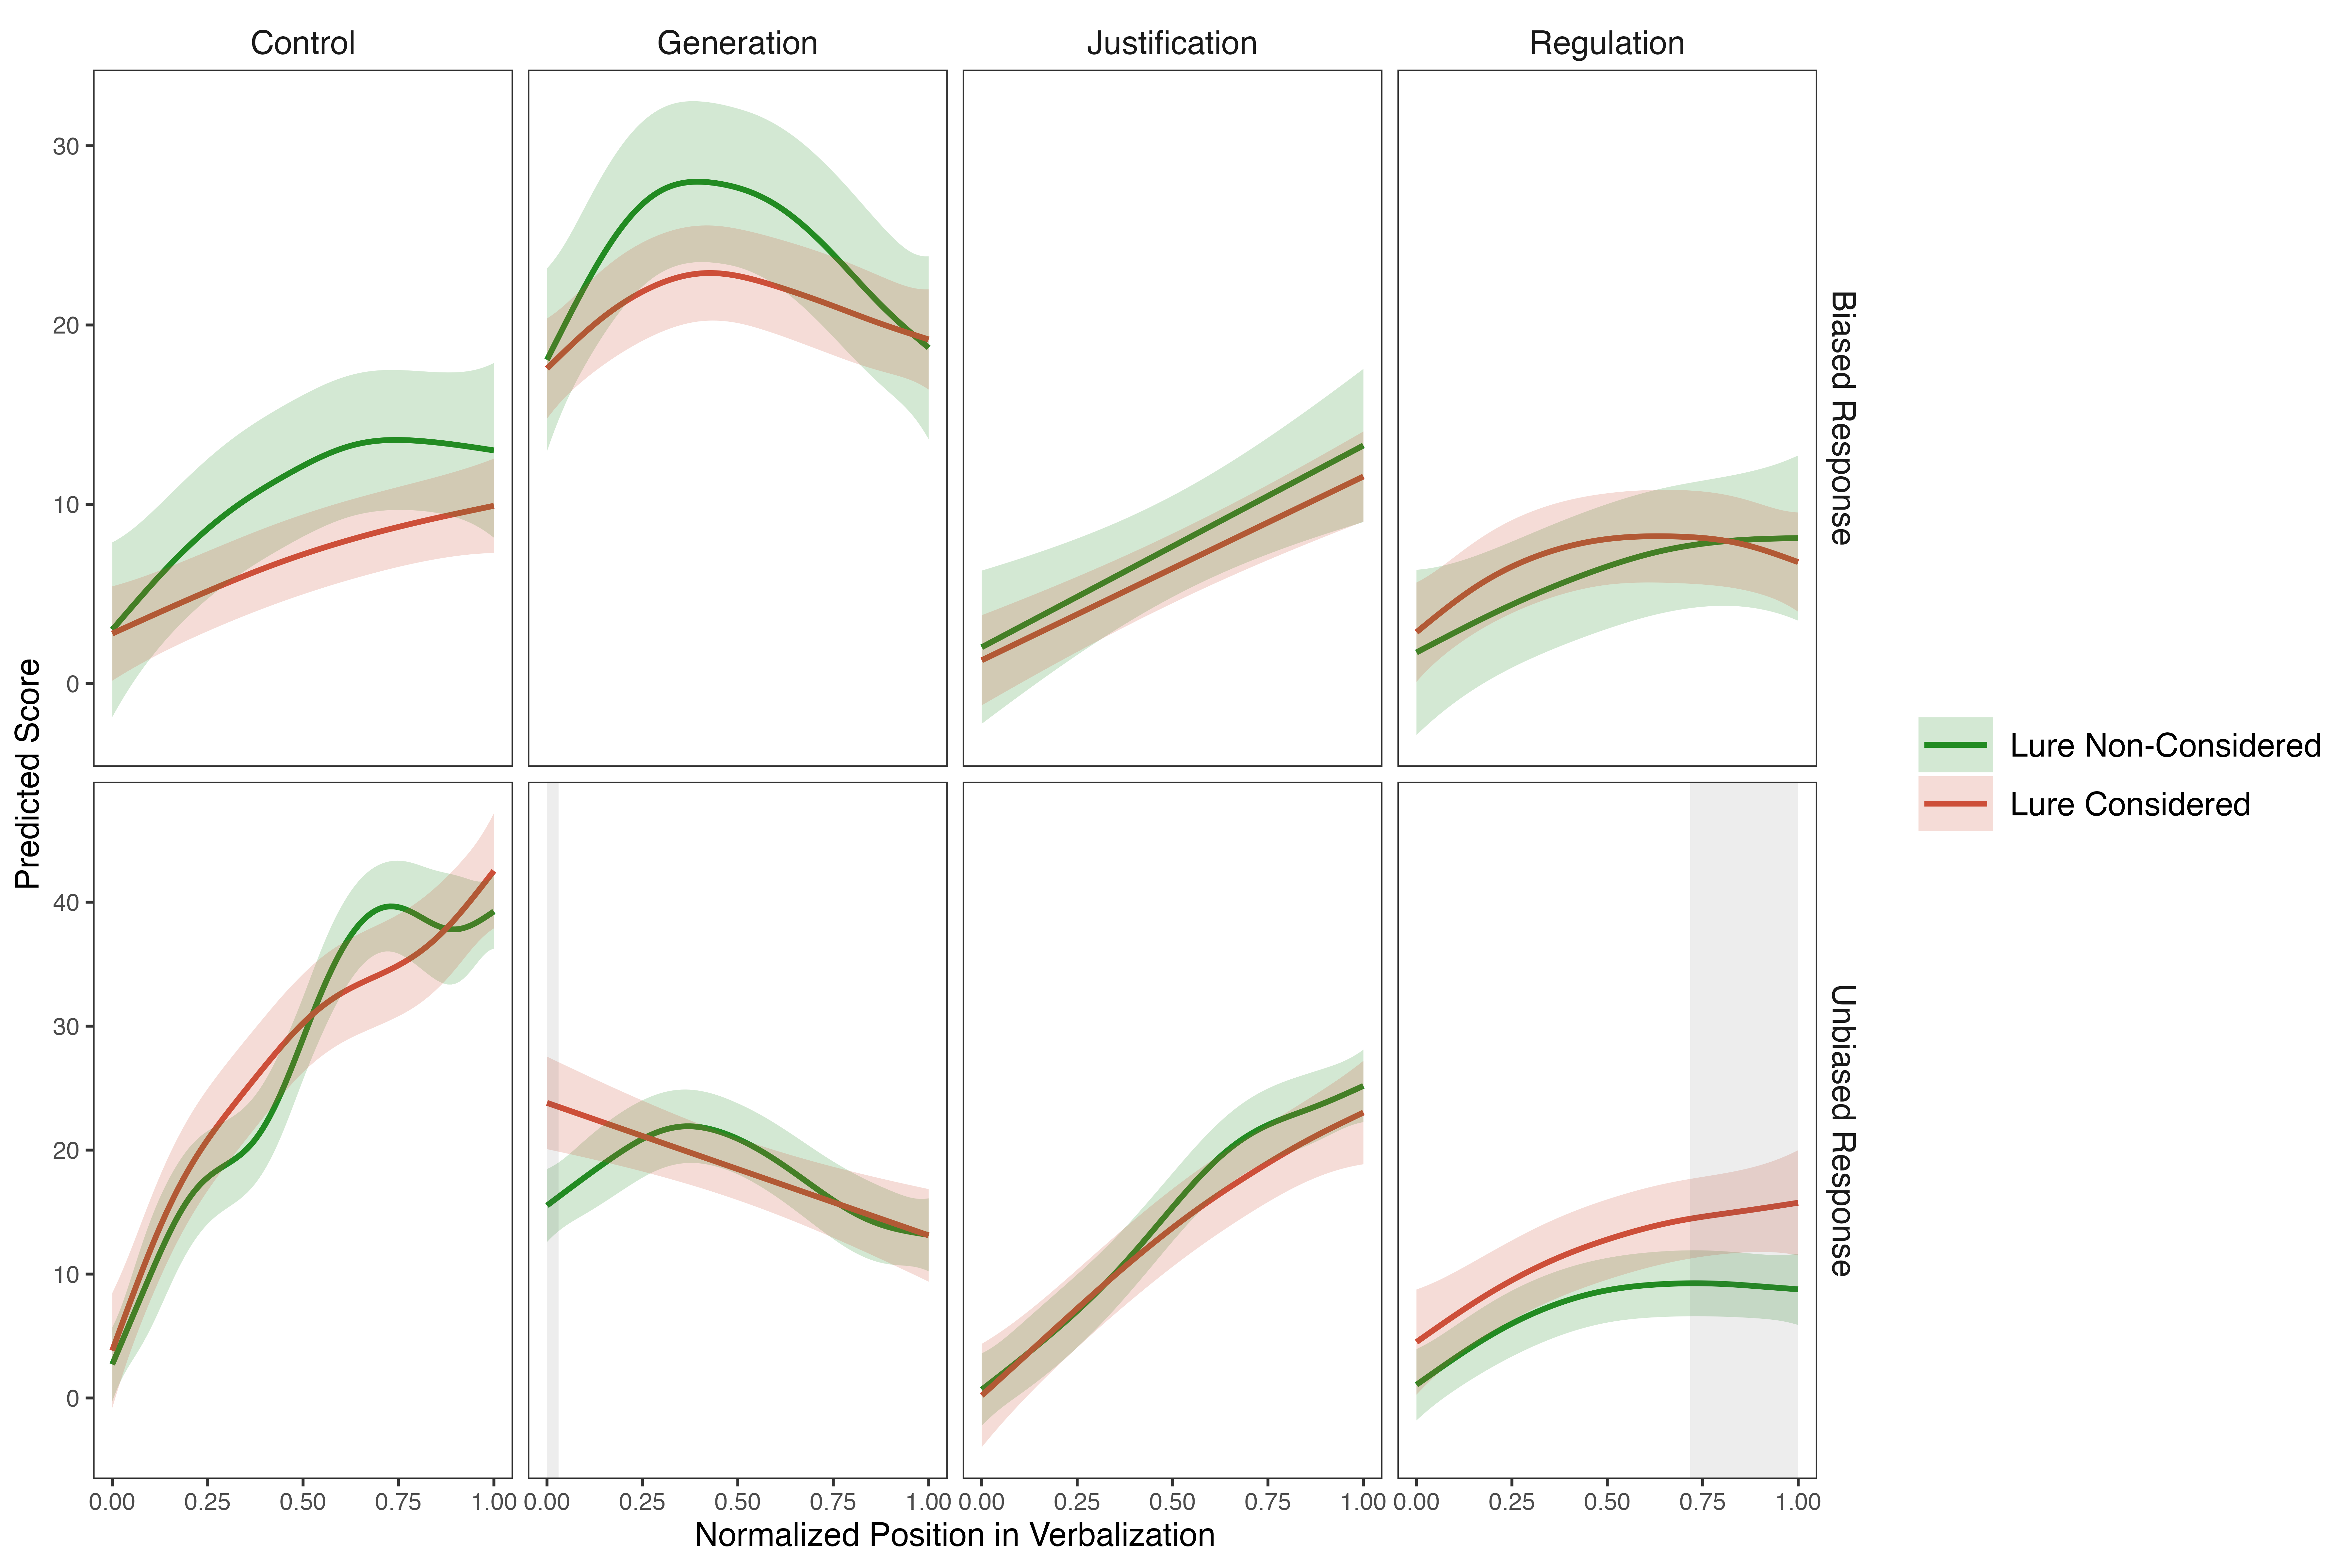 Control Generation Justification Regulation
30
20
10
0
Biased Response
Predicted Score
40
30
20
10
0
Unbiased Response
0.00 0.25 0.50 0.75 1.00 0.00 0.25 0.50 0.75 1.00 0.00 0.25 0.50 0.75 1.00 0.00 0.25 0.50 0.75 1.00
Normalized Position in Verbalization
Lure Non-Considered
Lure Considered